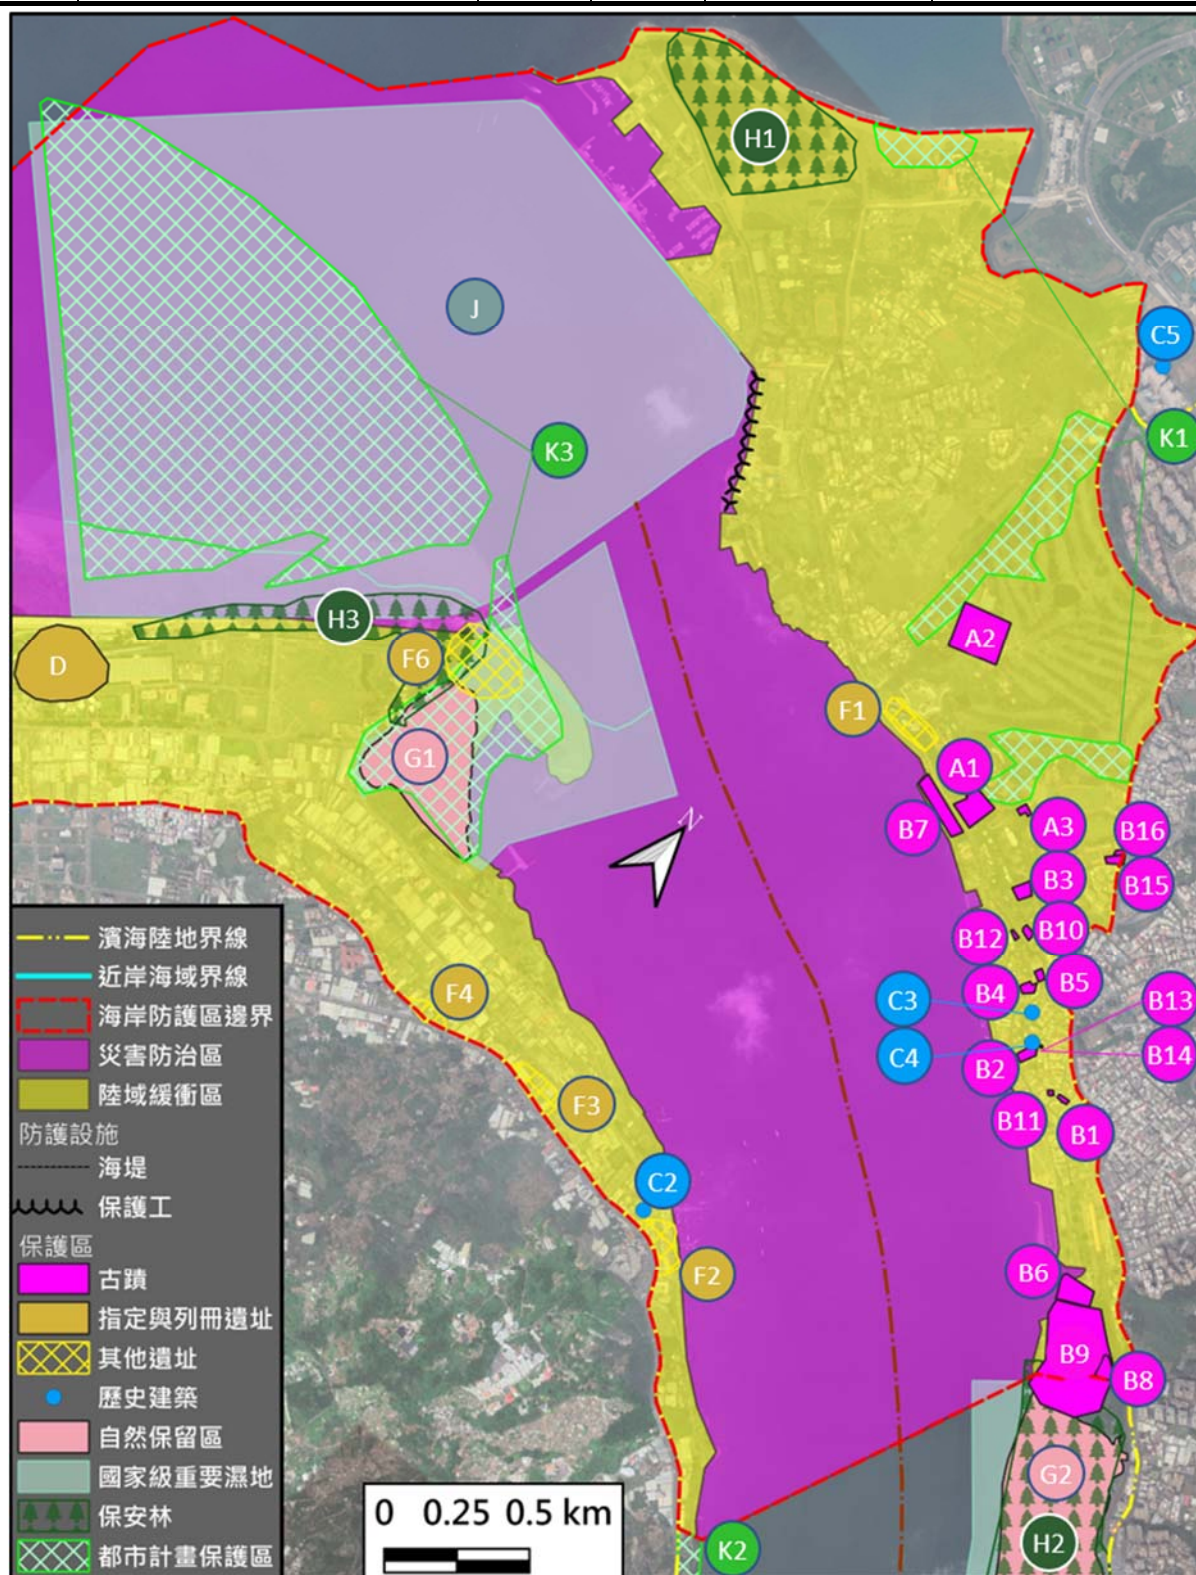 H1
J
C5
K1
K3
H3
A2
D
F6
F1
G1
A1
N
B7
A3
B16
B3
B15
B12
B10
B4
B5
C3
B13
C4
B2
B14
B11
B1
F4
F3
C2
F2
B6
B9
B8
G2
H2
K2
濱海陸地界線
近岸海域界線
海岸防護區邊界
災害防治區
陸域緩衝區
防護設施
海堤
保護工
保護區
古蹟
指定與列冊遺址
其他遺址
歷史建築
自然保留區
國家級重要濕地
保安林
都市計畫保護區
0 0.25 0.5 km